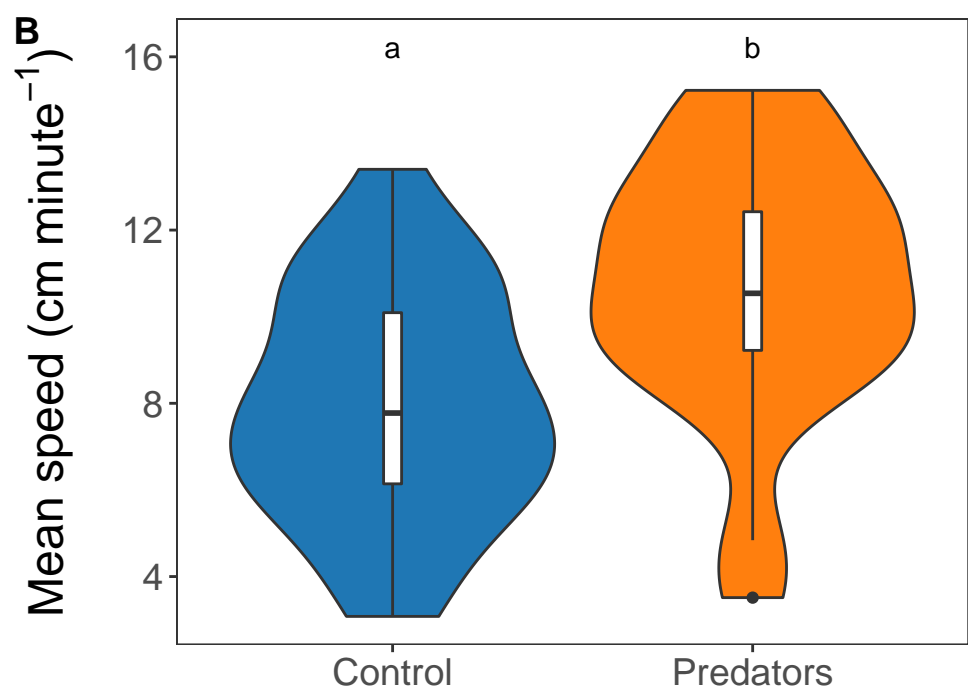 B
Mean speed (cm minute⁻¹)
16
12
8
4
a
b
Control
Predators